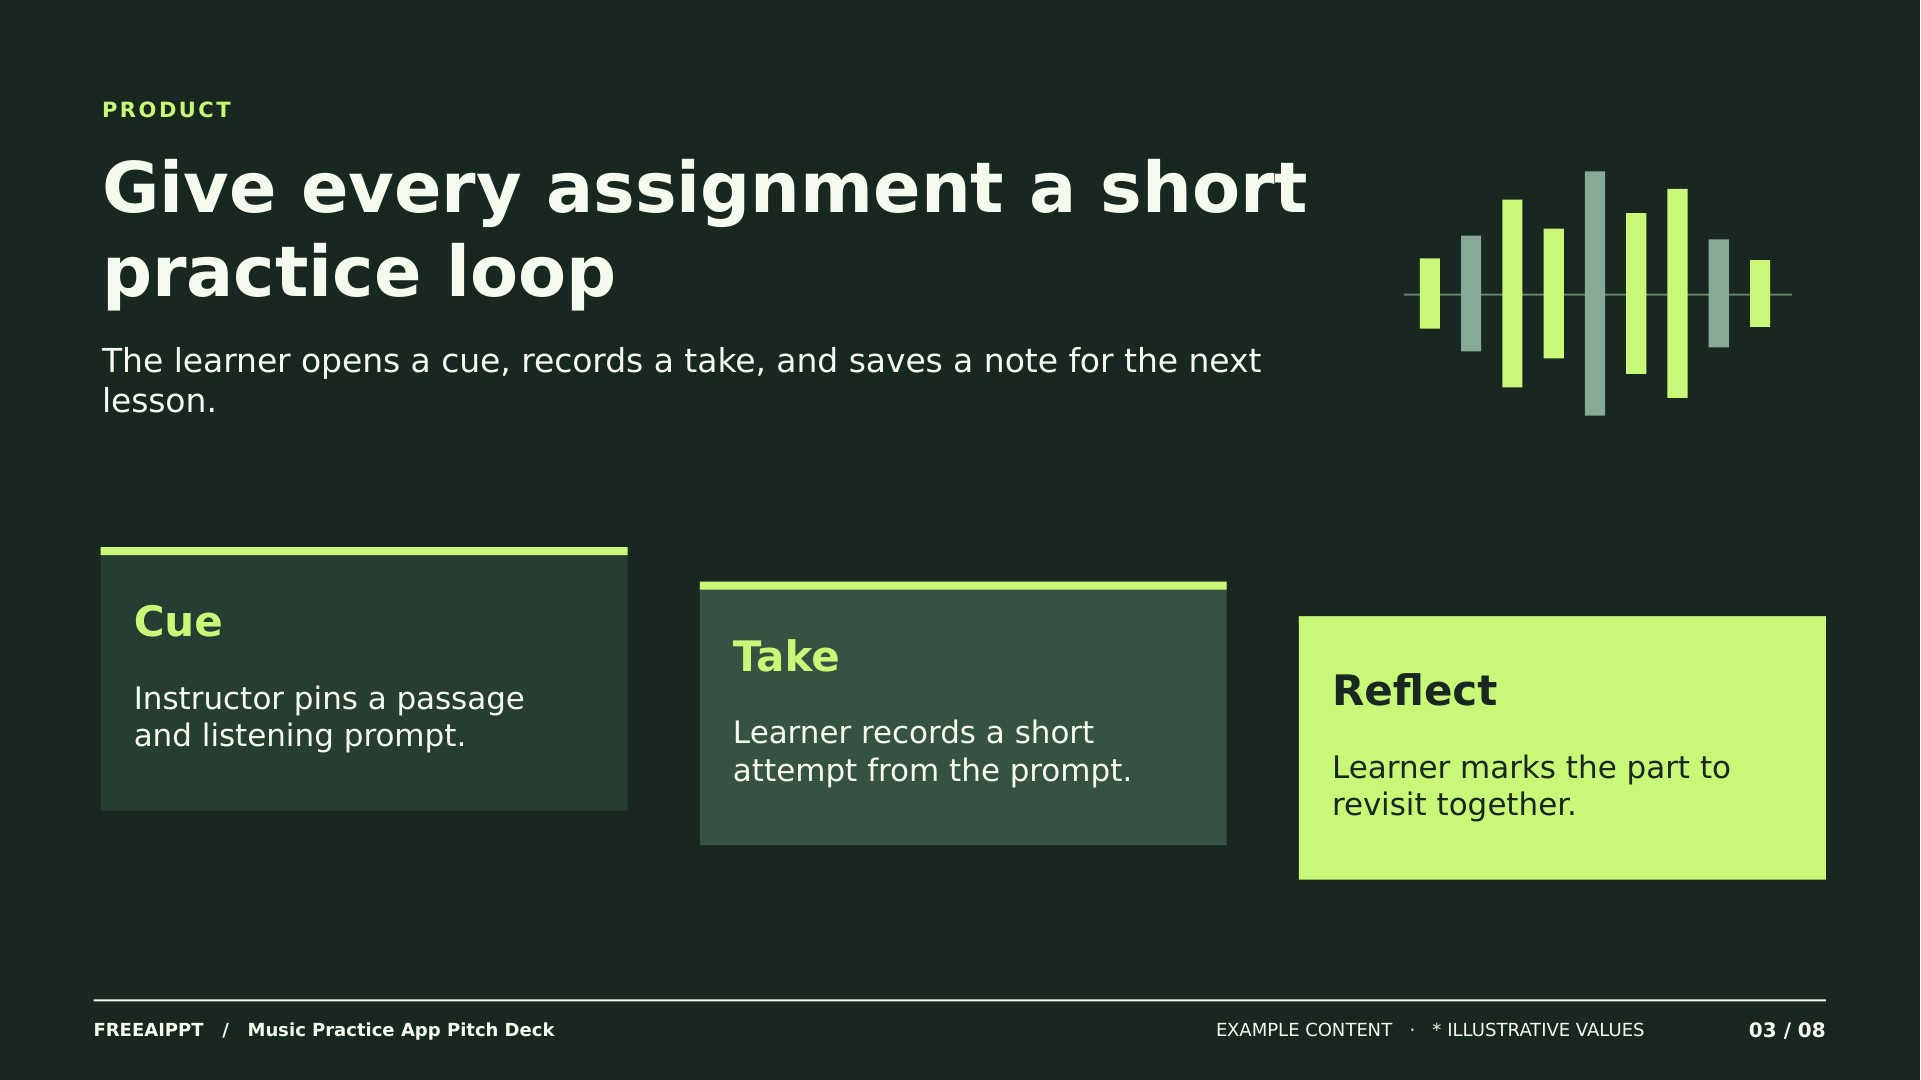 PRODUCT
Give every assignment a short
practice loop
The learner opens a cue, records a take, and saves a note for the next
lesson.
Cue
Instructor pins a passage
and listening prompt.
Take
Learner records a short
attempt from the prompt.
Reflect
Learner marks the part to
revisit together.
FREEAIPPT / Music Practice App Pitch Deck
EXAMPLE CONTENT · * ILLUSTRATIVE VALUES
03 / 08